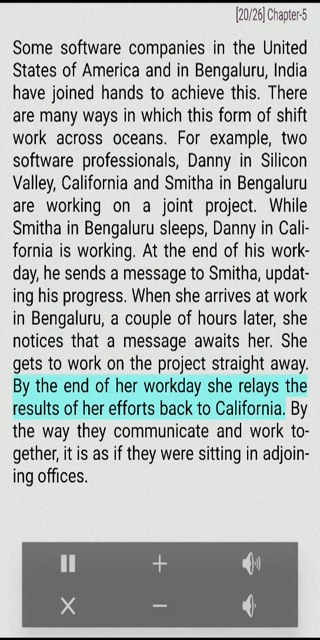 [20/26] Chapter-5
Some software companies in the United
States of America and in Bengaluru, India
have joined hands to achieve this. There
are many ways in which this form of shift
work across oceans. For example, two
software professionals, Danny in Silicon
Valley, California and Smitha in Bengaluru
are working on a joint project. While
Smitha in Bengaluru sleeps, Danny in Cali-
fornia is working. At the end of his work-
day, he sends a message to Smitha, updat-
ing his progress. When she arrives at work
in Bengaluru, a couple of hours later, she
notices that a message awaits her. She
gets to work on the project straight away.
By the end of her workday she relays the
results of her efforts back to California. By
the way they communicate and work to-
gether, it is as if they were sitting in adjoin-
ing offices.